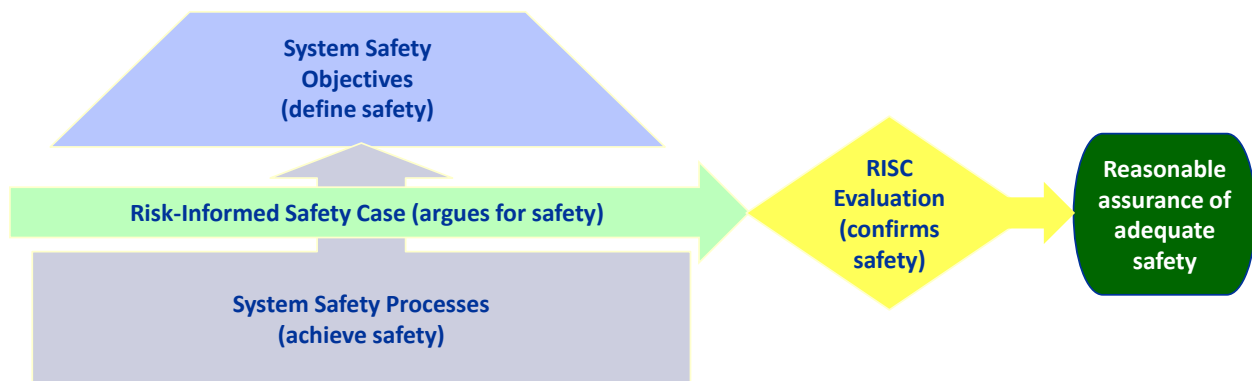 System Safety
Objectives
(define safety)
Risk-Informed Safety Case (argues for safety)
System Safety Processes
(achieve safety)
RISC
Evaluation
(confirms
safety)
Reasonable
assurance of
adequate
safety